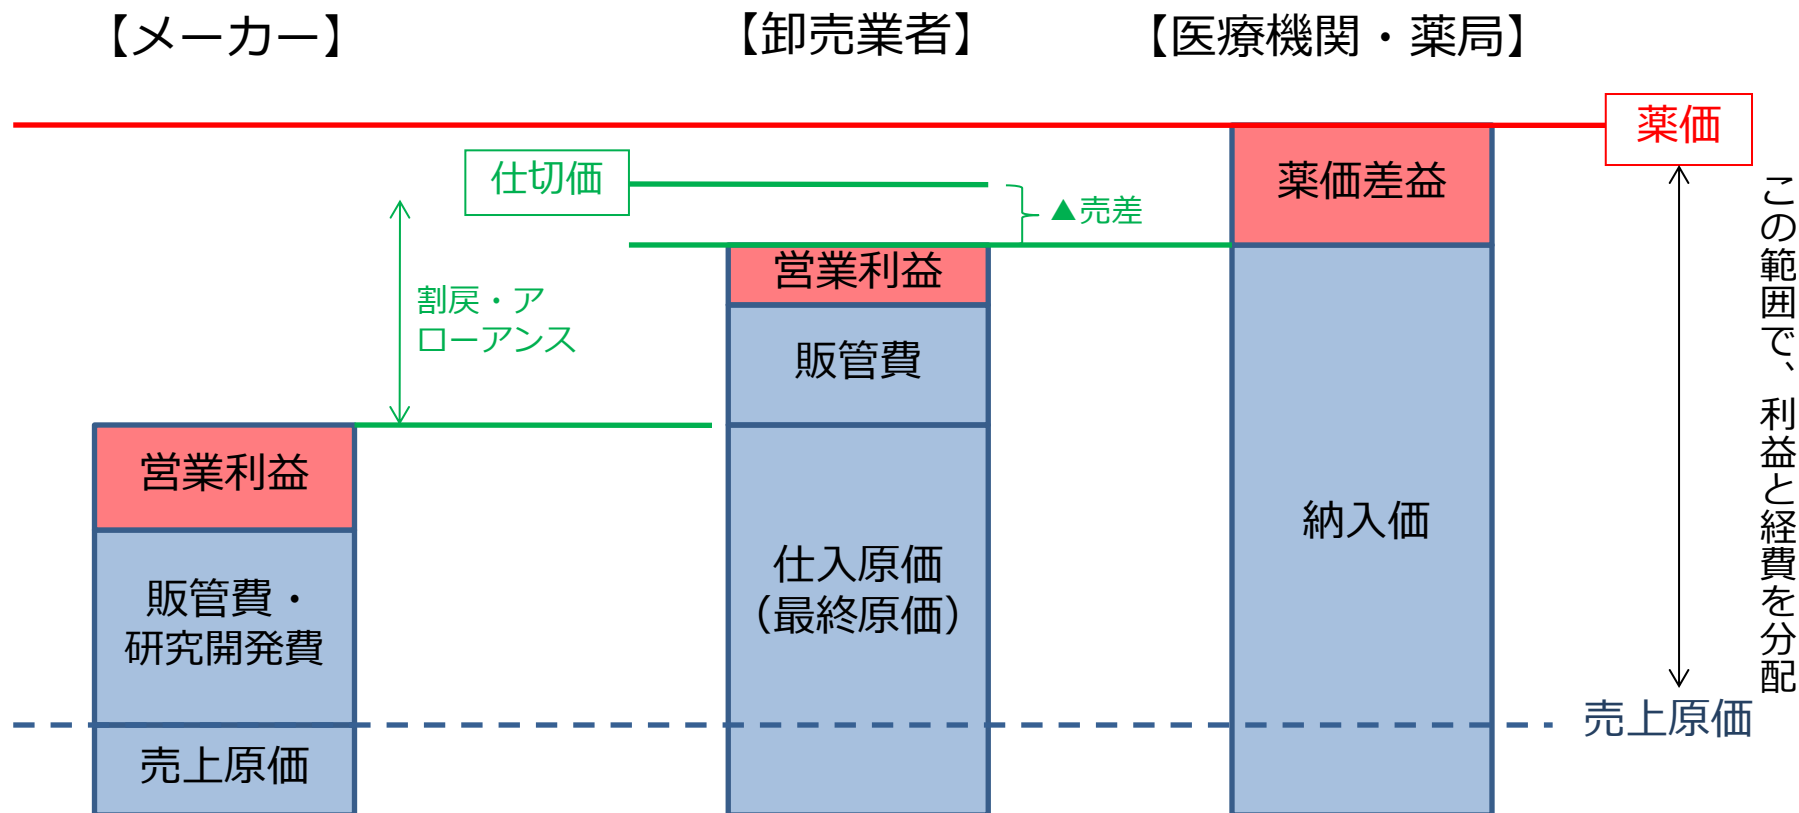 【メーカー】
【卸売業者】
【医療機関・薬局】
薬価
仕切価
▲売差
割戻・ア
ローアンス
営業利益
販管費・
研究開発費
売上原価
営業利益
販管費
仕入原価
（最終原価）
薬価差益
納入価
この範囲で、利益と経費を分配
売上原価